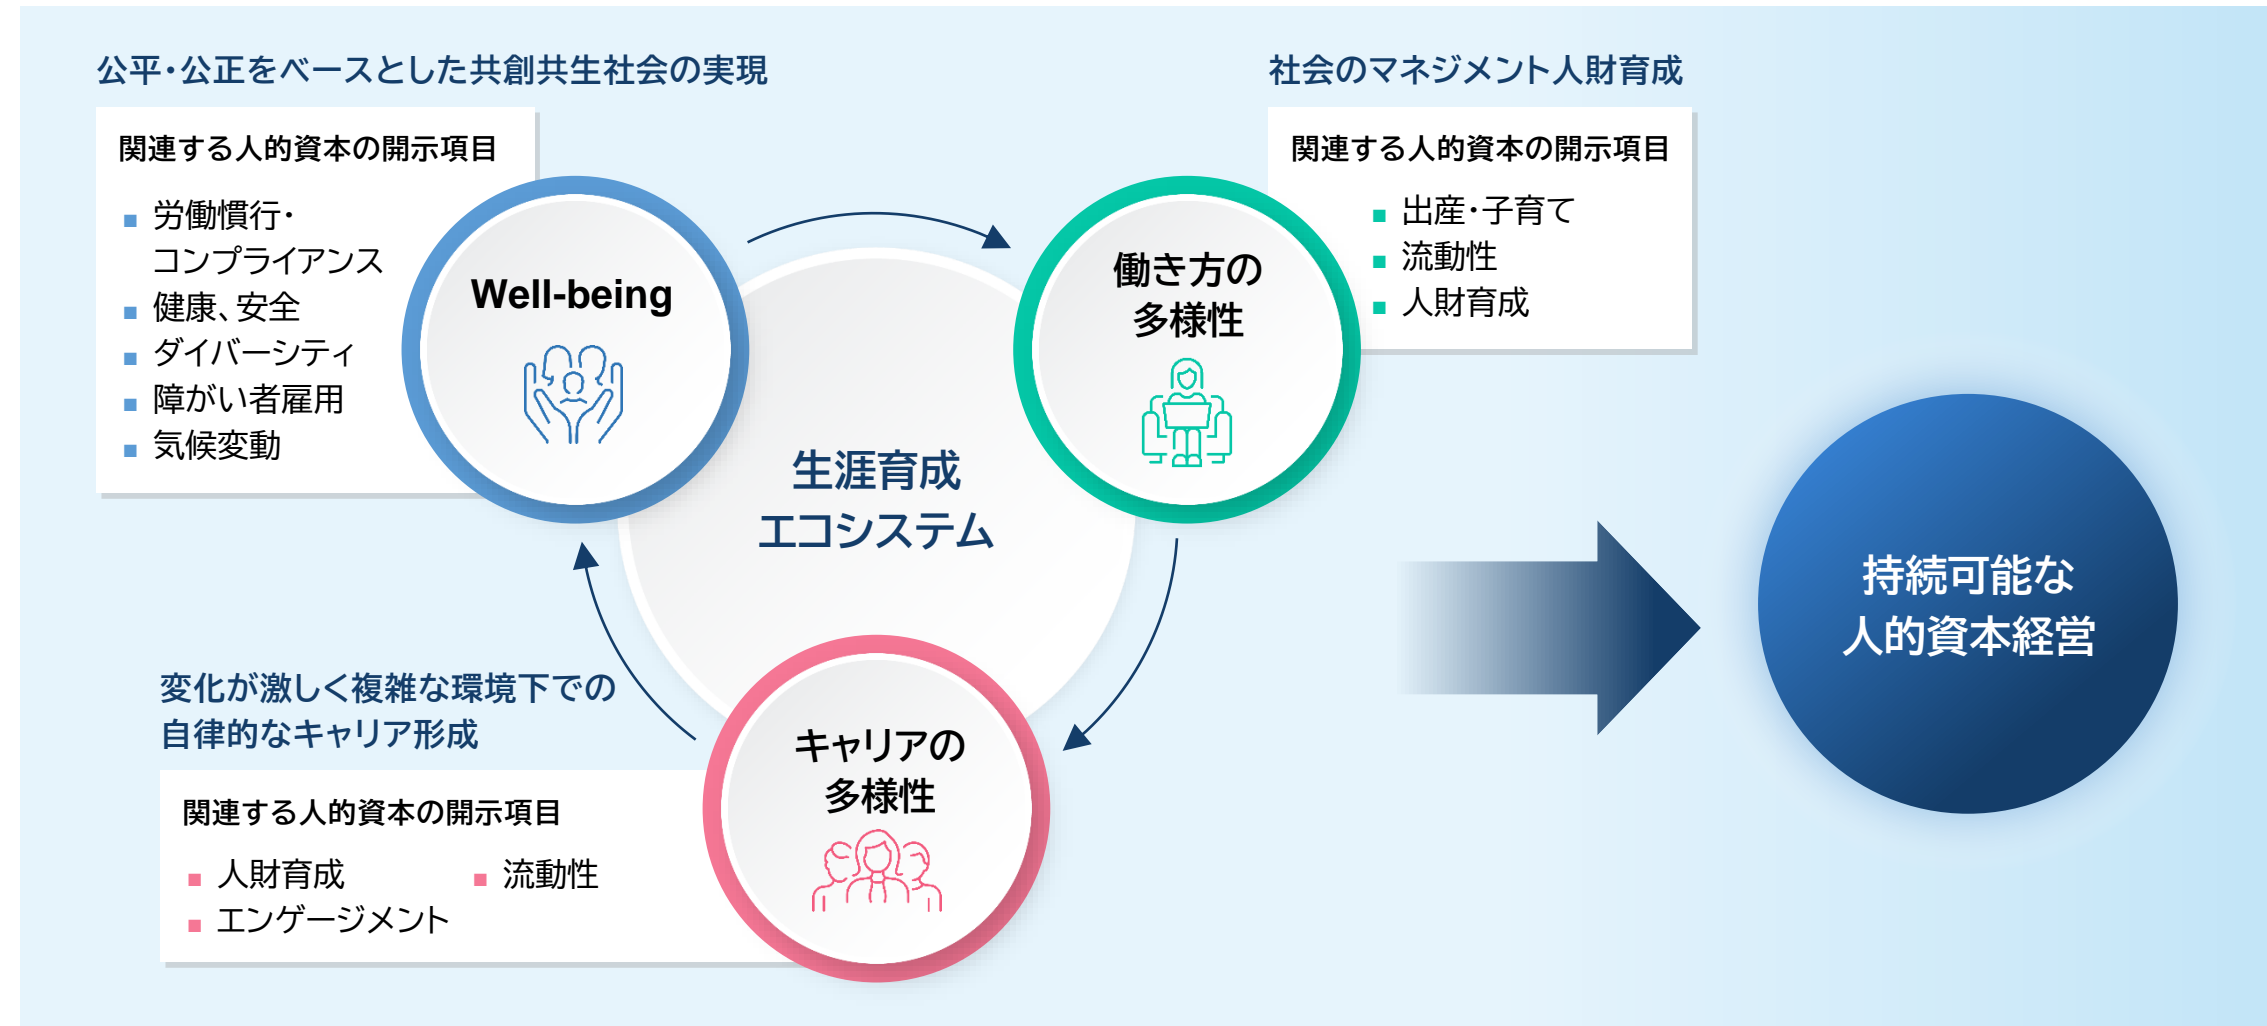 公平・公正をベースとした共創共生社会の実現
関連する人的資本の開示項目
労働慣行・
コンプライアンス
健康、安全
ダイバーシティ
障がい者雇用
気候変動
Well-being
社会のマネジメント人財育成
関連する人的資本の開示項目
出産・子育て
流動性
人財育成
働き方の
多様性
生涯育成
エコシステム
変化が激しく複雑な環境下での
自律的なキャリア形成
関連する人的資本の開示項目
人財育成
流動性
エンゲージメント
キャリアの
多様性
持続可能な
人的資本経営